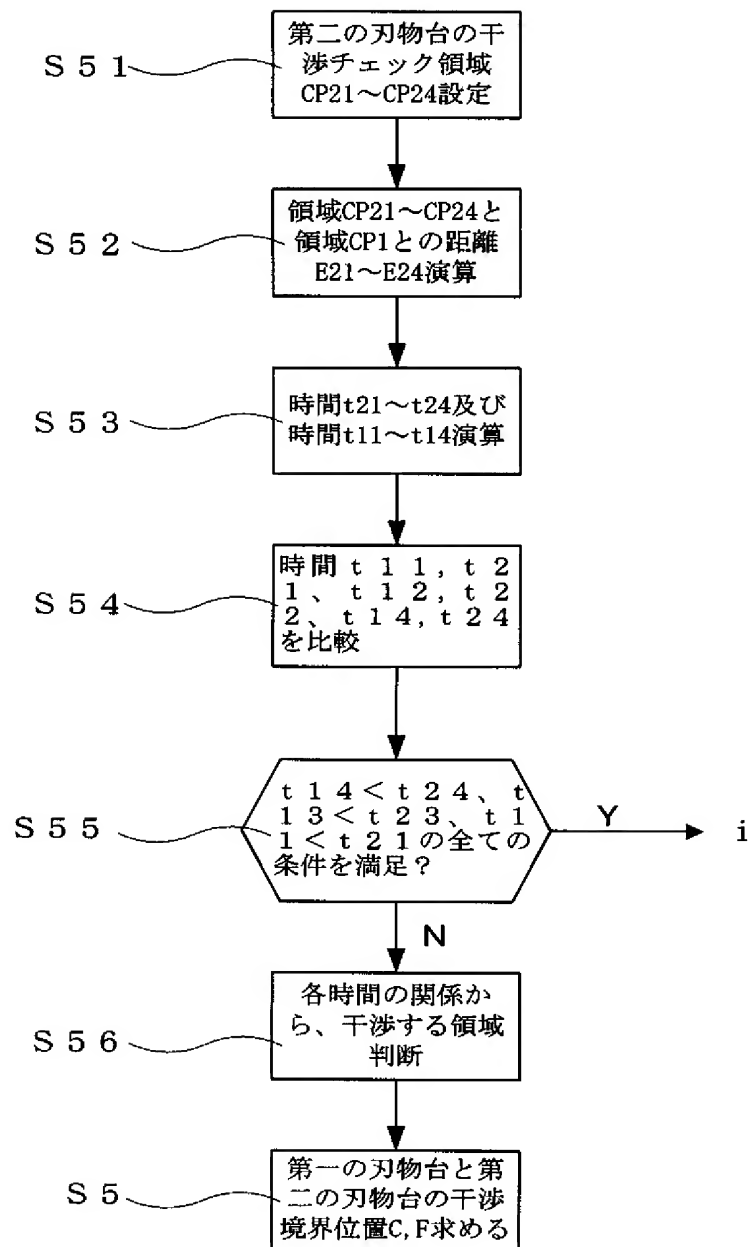 S51
第二の刃物台の干
渉チェック領域
CP21～CP24設定
S52
領域CP21～CP24と
領域CP1との距離
E21～E24演算
S53
時間t21～t24及び
時間t11～t14演算
S54
時間t11,t2
1、t12,t2
2、t14,t24
を比較
S55
t14＜t24、t
13＜t23、t1
1＜t21の全ての
条件を満足？
Y
i
N
S56
各時間の関係か
ら、干渉する領域
判断
S5
第一の刃物台と第
二の刃物台の干渉
境界位置C,F求める